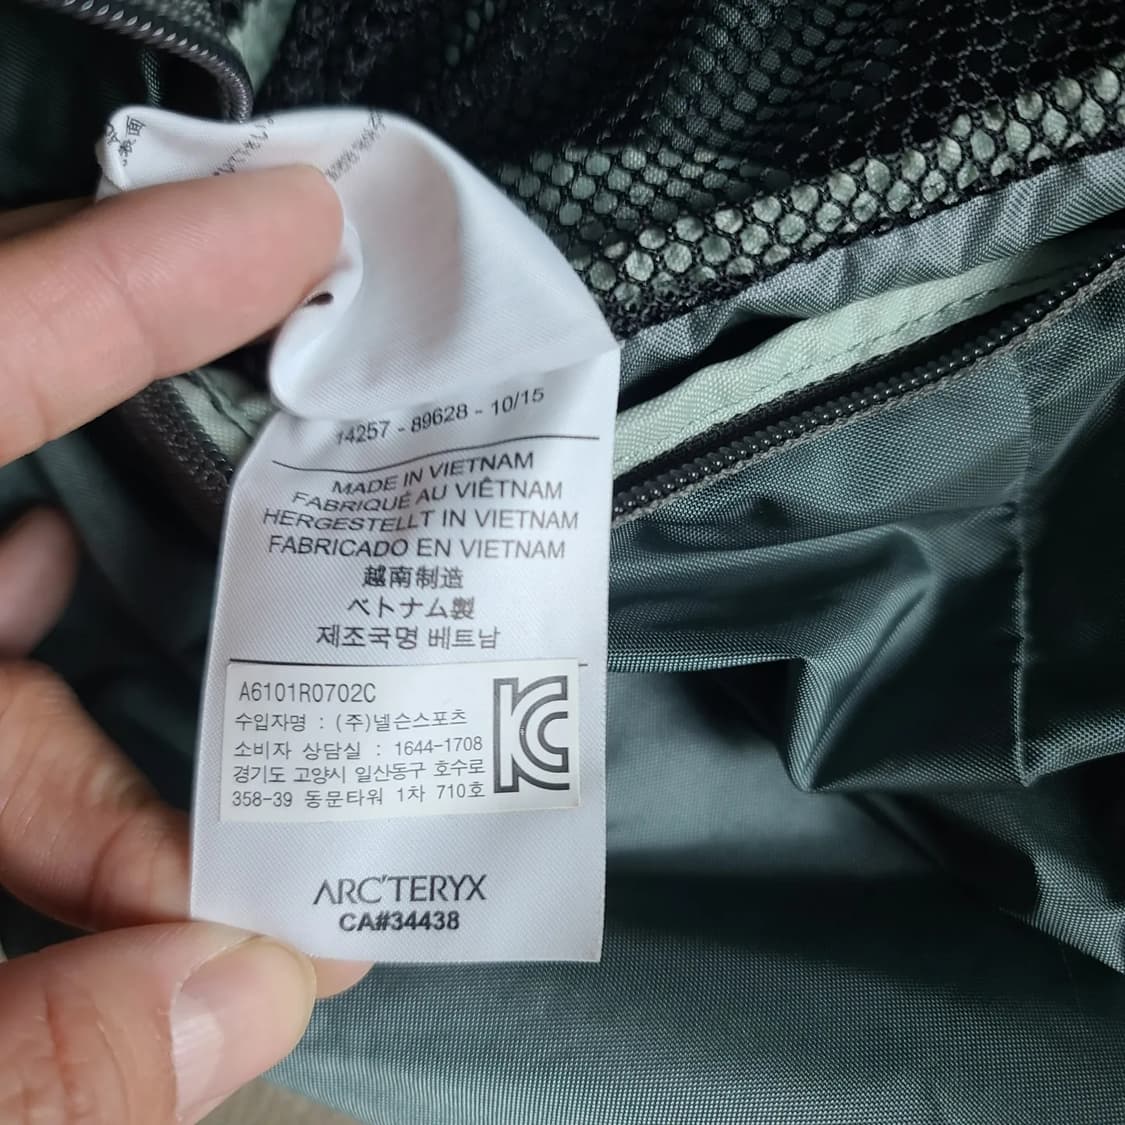 表面
14257 - 89628 - 10/15
MADE IN VIETNAM
FABRIQUÉ AU VIÊTNAM
HERGESTELLT IN VIETNAM
FABRICADO EN VIETNAM
越南制造
ベトナム製
제조국명 베트남
A6101R0702C
수입자명 : (주)넬슨스포츠
소비자 상담실 : 1644-1708
경기도 고양시 일산동구 호수로
358-39 동문타워 1차 710호
KC
ARC'TERYX
CA#34438